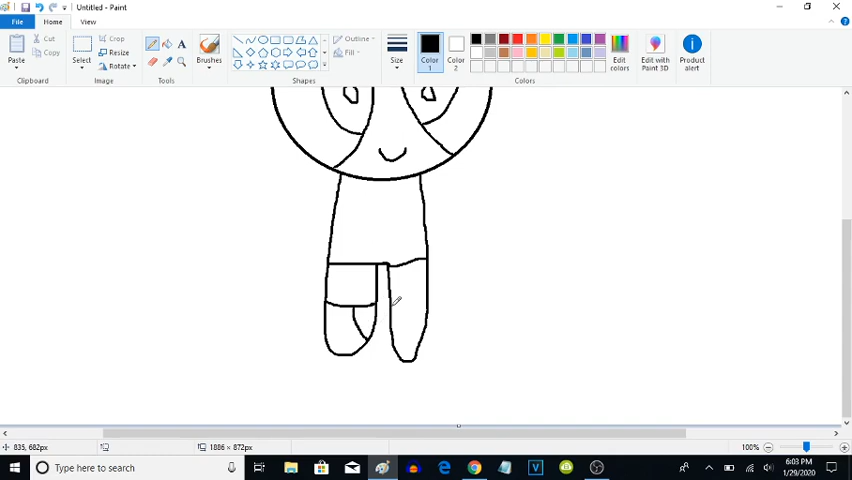 Untitled - Paint
File
Home
View
Paste
Cut
Copy
Clipboard
Select
Crop
Resize
Rotate
Image
A
Tools
Brushes
Outline
Fill
Shapes
Size
Color 1
Color 2
Edit colors
Colors
Edit with Paint 3D
Product alert
835, 682px
1886 × 872px
100%
Type here to search
6:03 PM
1/29/2020